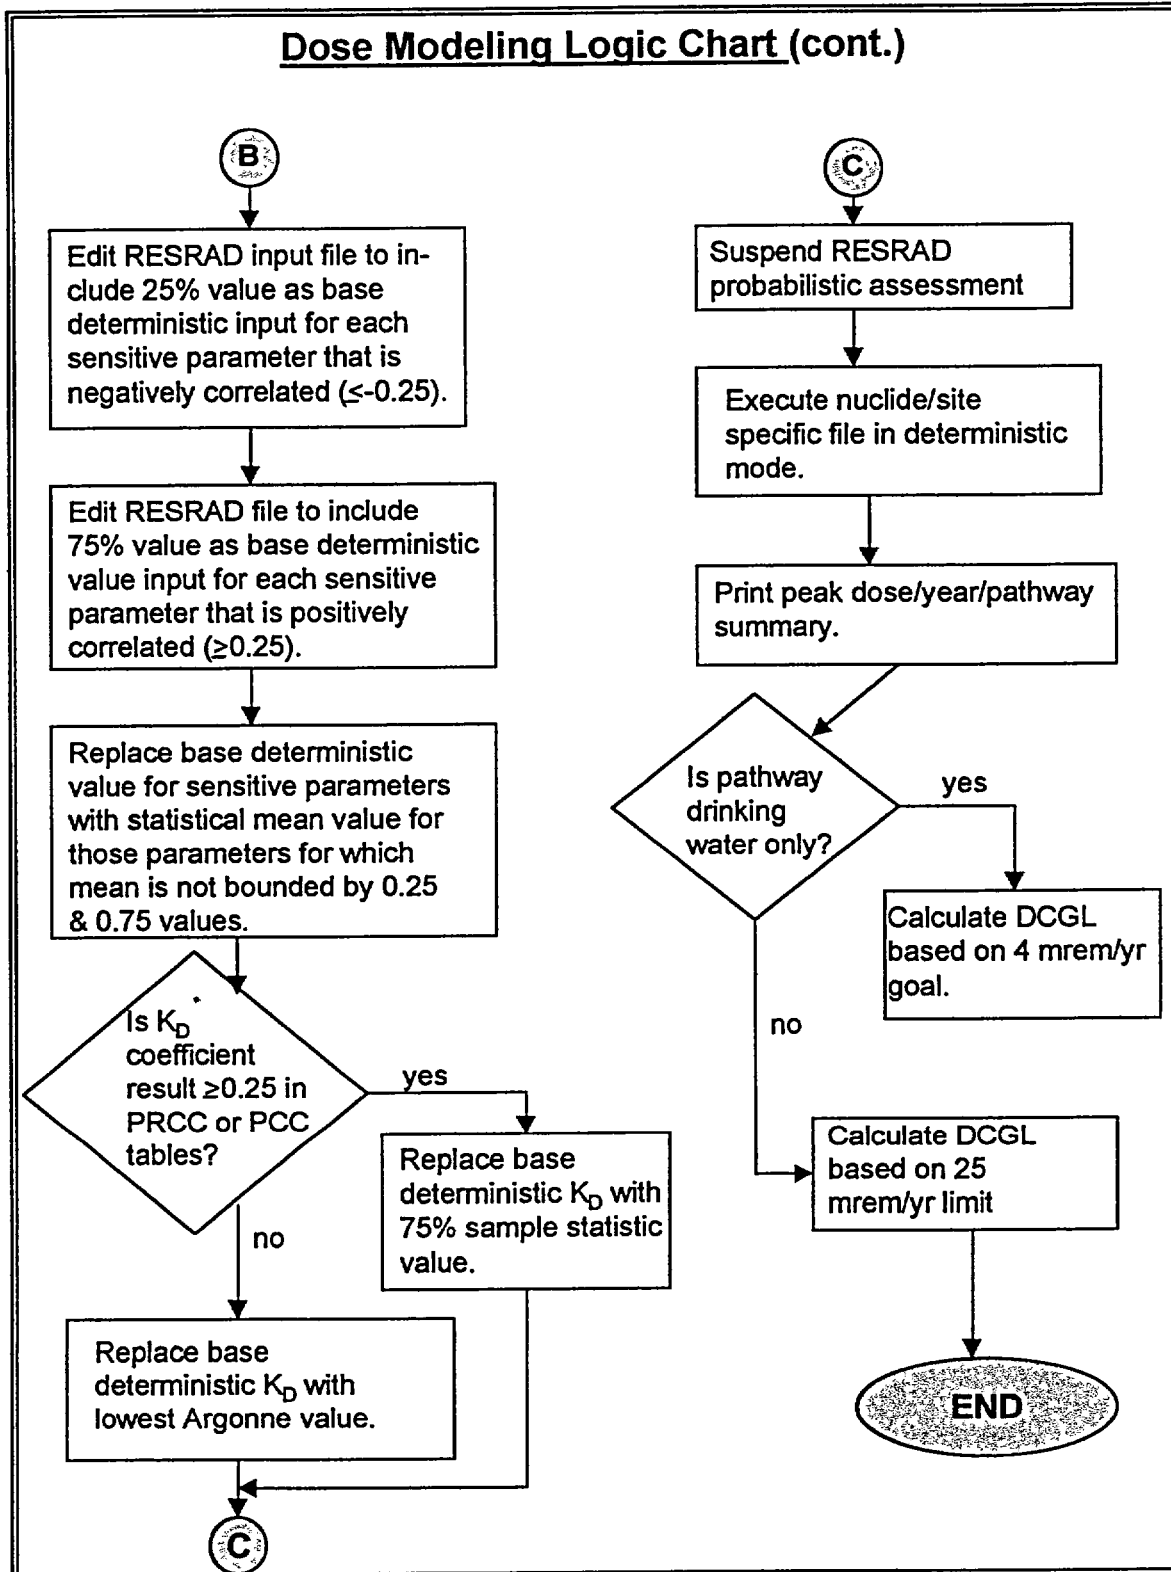 Dose Modeling Logic Chart (cont.)
B
Edit RESRAD input file to in-
clude 25% value as base
deterministic input for each
sensitive parameter that is
negatively correlated (≤-0.25).
Edit RESRAD file to include
75% value as base deterministic
value input for each sensitive
parameter that is positively
correlated (≥0.25).
Replace base deterministic
value for sensitive parameters
with statistical mean value for
those parameters for which
mean is not bounded by 0.25
& 0.75 values.
Is KD
coefficient
result ≥0.25 in
PRCC or PCC
tables?
yes
no
Replace base
deterministic KD with
75% sample statistic
value.
Replace base
deterministic KD with
lowest Argonne value.
C
C
Suspend RESRAD
probabilistic assessment
Execute nuclide/site
specific file in deterministic
mode.
Print peak dose/year/pathway
summary.
Is pathway
drinking
water only?
yes
no
Calculate DCGL
based on 4 mrem/yr
goal.
Calculate DCGL
based on 25
mrem/yr limit
END